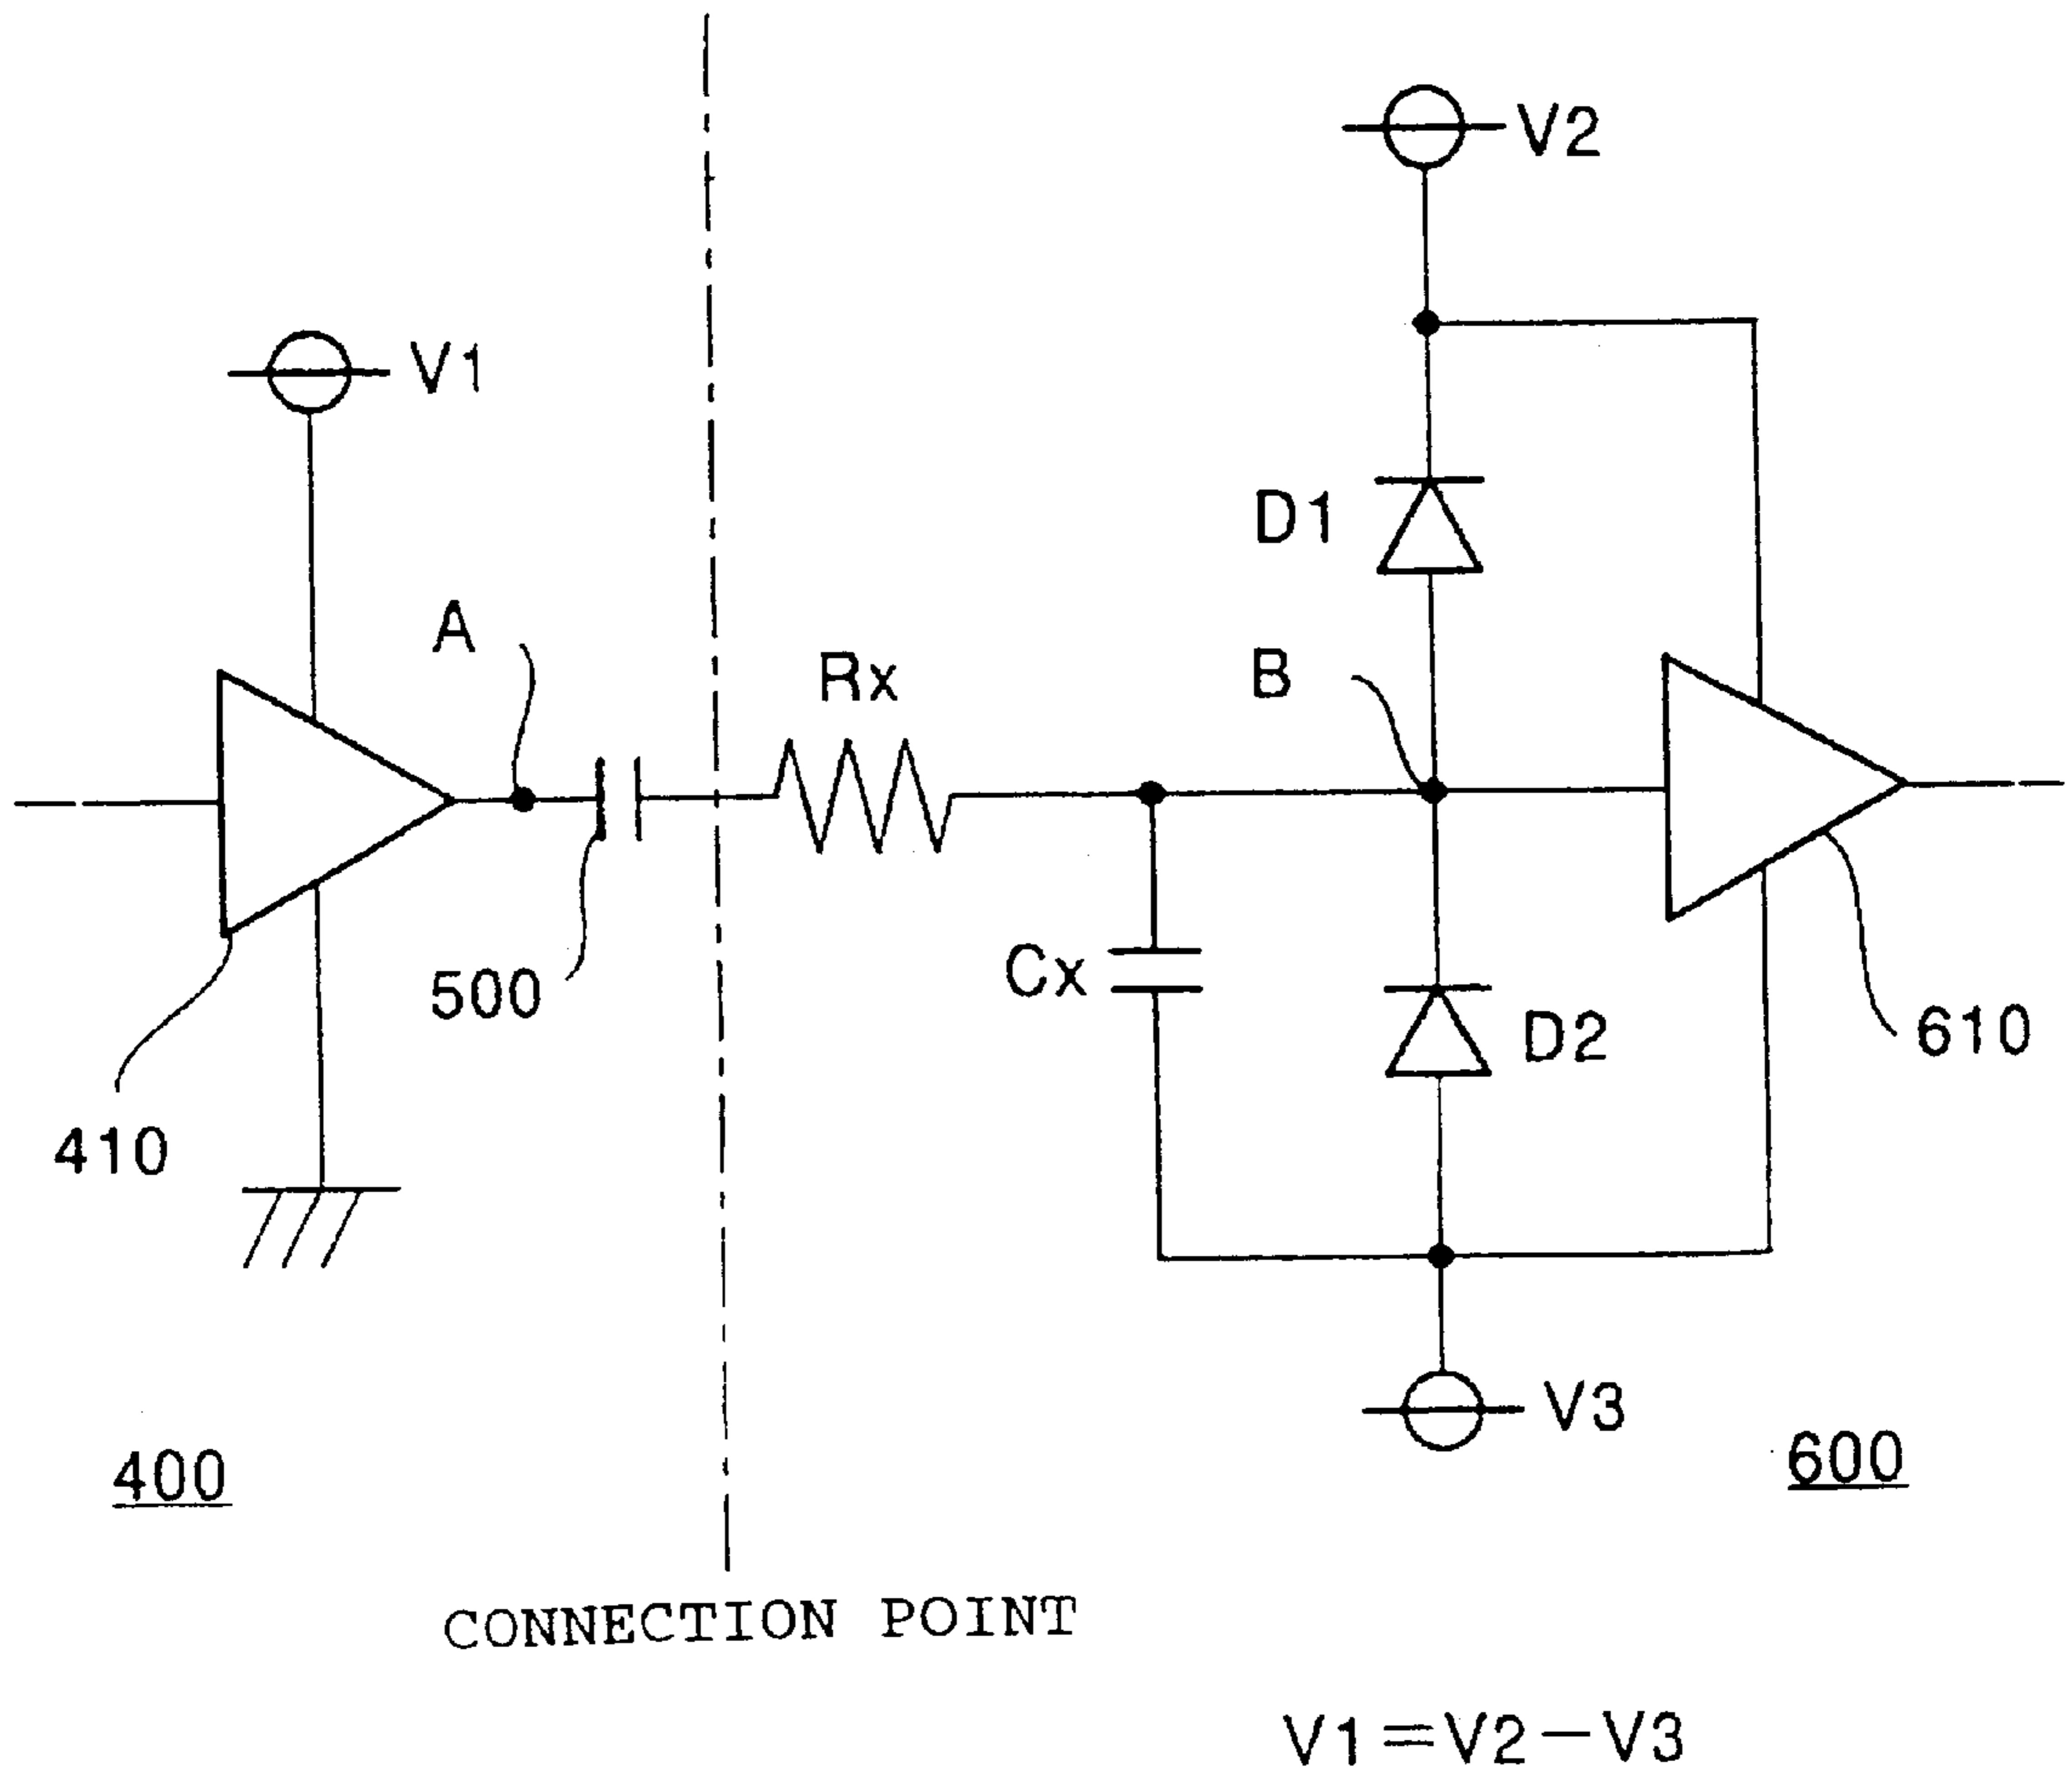 V2
V1
D1
A
Rx
B
Cx
500
D2
610
410
V3
400
600
CONNECTION POINT
V1=V2-V3